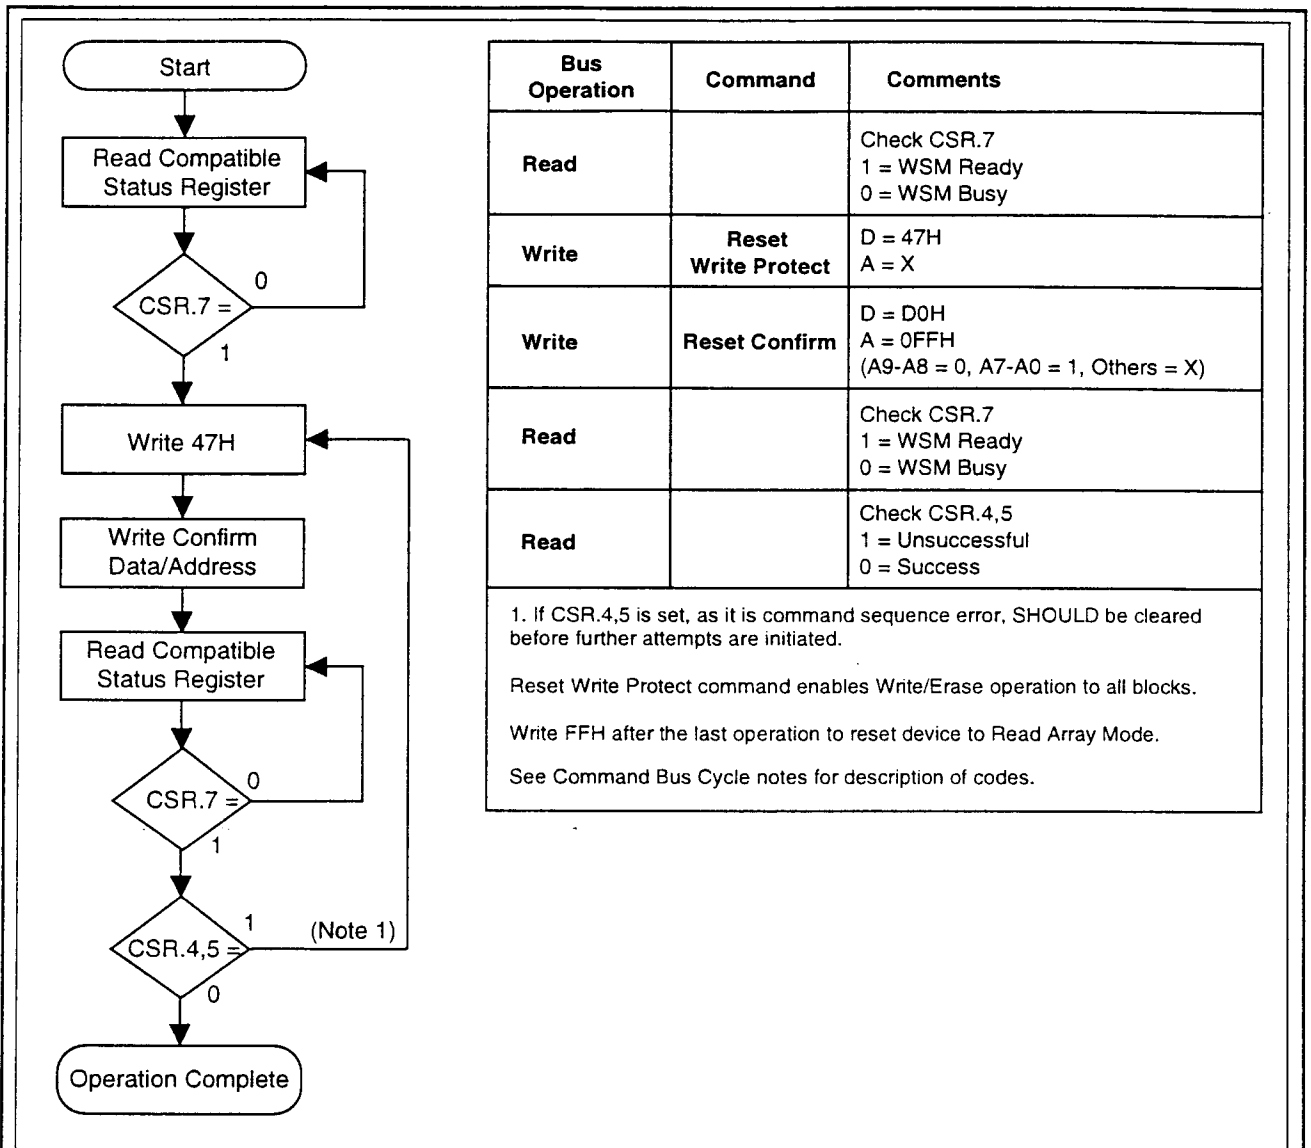 Start
Read Compatible
Status Register
CSR.7 =
0
1
Write 47H
Write Confirm
Data/Address
Read Compatible
Status Register
CSR.7 =
0
1
CSR.4,5 =
1
(Note 1)
0
Operation Complete
Bus
Operation
Command
Comments
Read
Check CSR.7
1 = WSM Ready
0 = WSM Busy
Write
Reset
Write Protect
D = 47H
A = X
Write
Reset Confirm
D = D0H
A = 0FFH
(A9-A8 = 0, A7-A0 = 1, Others = X)
Read
Check CSR.7
1 = WSM Ready
0 = WSM Busy
Read
Check CSR.4,5
1 = Unsuccessful
0 = Success
1. If CSR.4,5 is set, as it is command sequence error, SHOULD be cleared
before further attempts are initiated.
Reset Write Protect command enables Write/Erase operation to all blocks.
Write FFH after the last operation to reset device to Read Array Mode.
See Command Bus Cycle notes for description of codes.